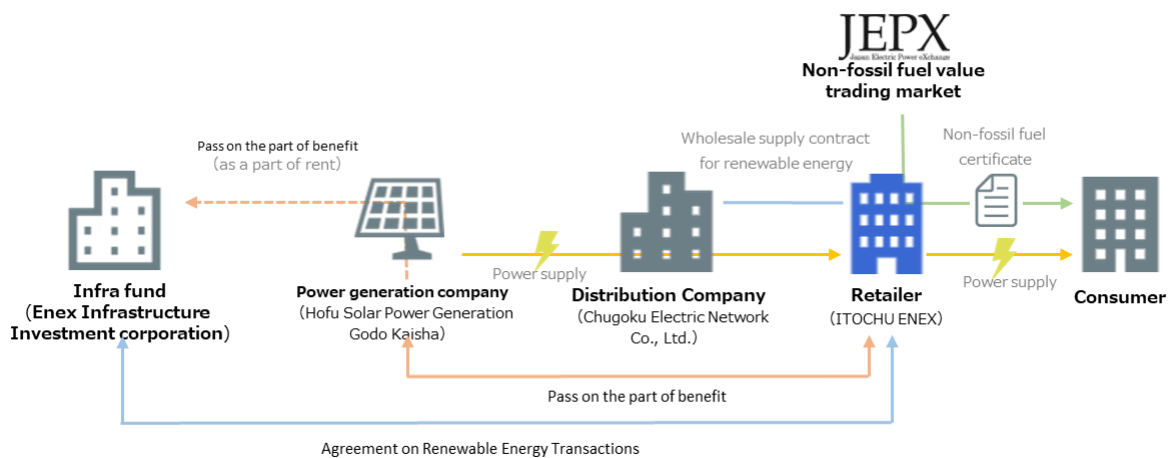 JEPX
Japan Electric Power eXchange
Non-fossil fuel value
trading market
Pass on the part of benefit
(as a part of rent)
Wholesale supply contract
for renewable energy
Non-fossil fuel
certificate
Power supply
Power supply
Infra fund
(Enex Infrastructure
Investment corporation)
Power generation company
(Hofu Solar Power Generation
Godo Kaisha)
Distribution Company
(Chugoku Electric Network
Co., Ltd.)
Retailer
(ITOCHU ENEX)
Consumer
Pass on the part of benefit
Agreement on Renewable Energy Transactions